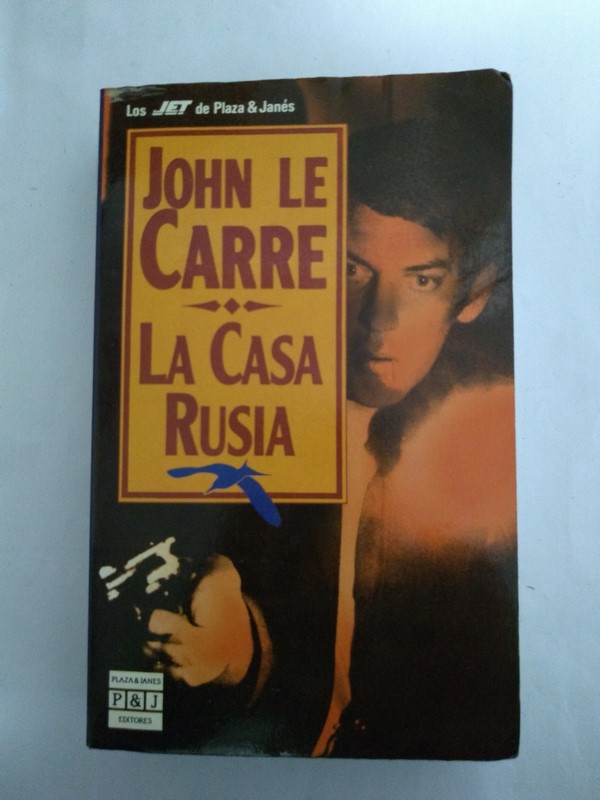 Los JET de Plaza & Janés
JOHN LE
CARRE
LA CASA
RUSIA
PLAZA & JANES
P & J
EDITORES